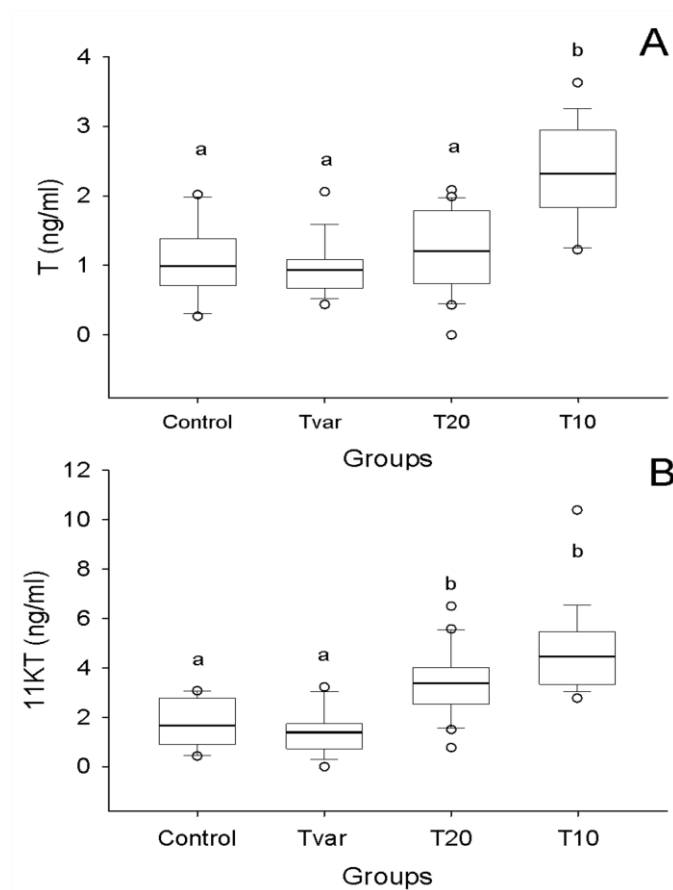 A
b
4
3
a
a
a
2
1
0
T (ng/ml)
Control Tvar T20 T10
Groups
B
12
10
8
6
4
2
0
b
b
a
a
11KT (ng/ml)
Control Tvar T20 T10
Groups